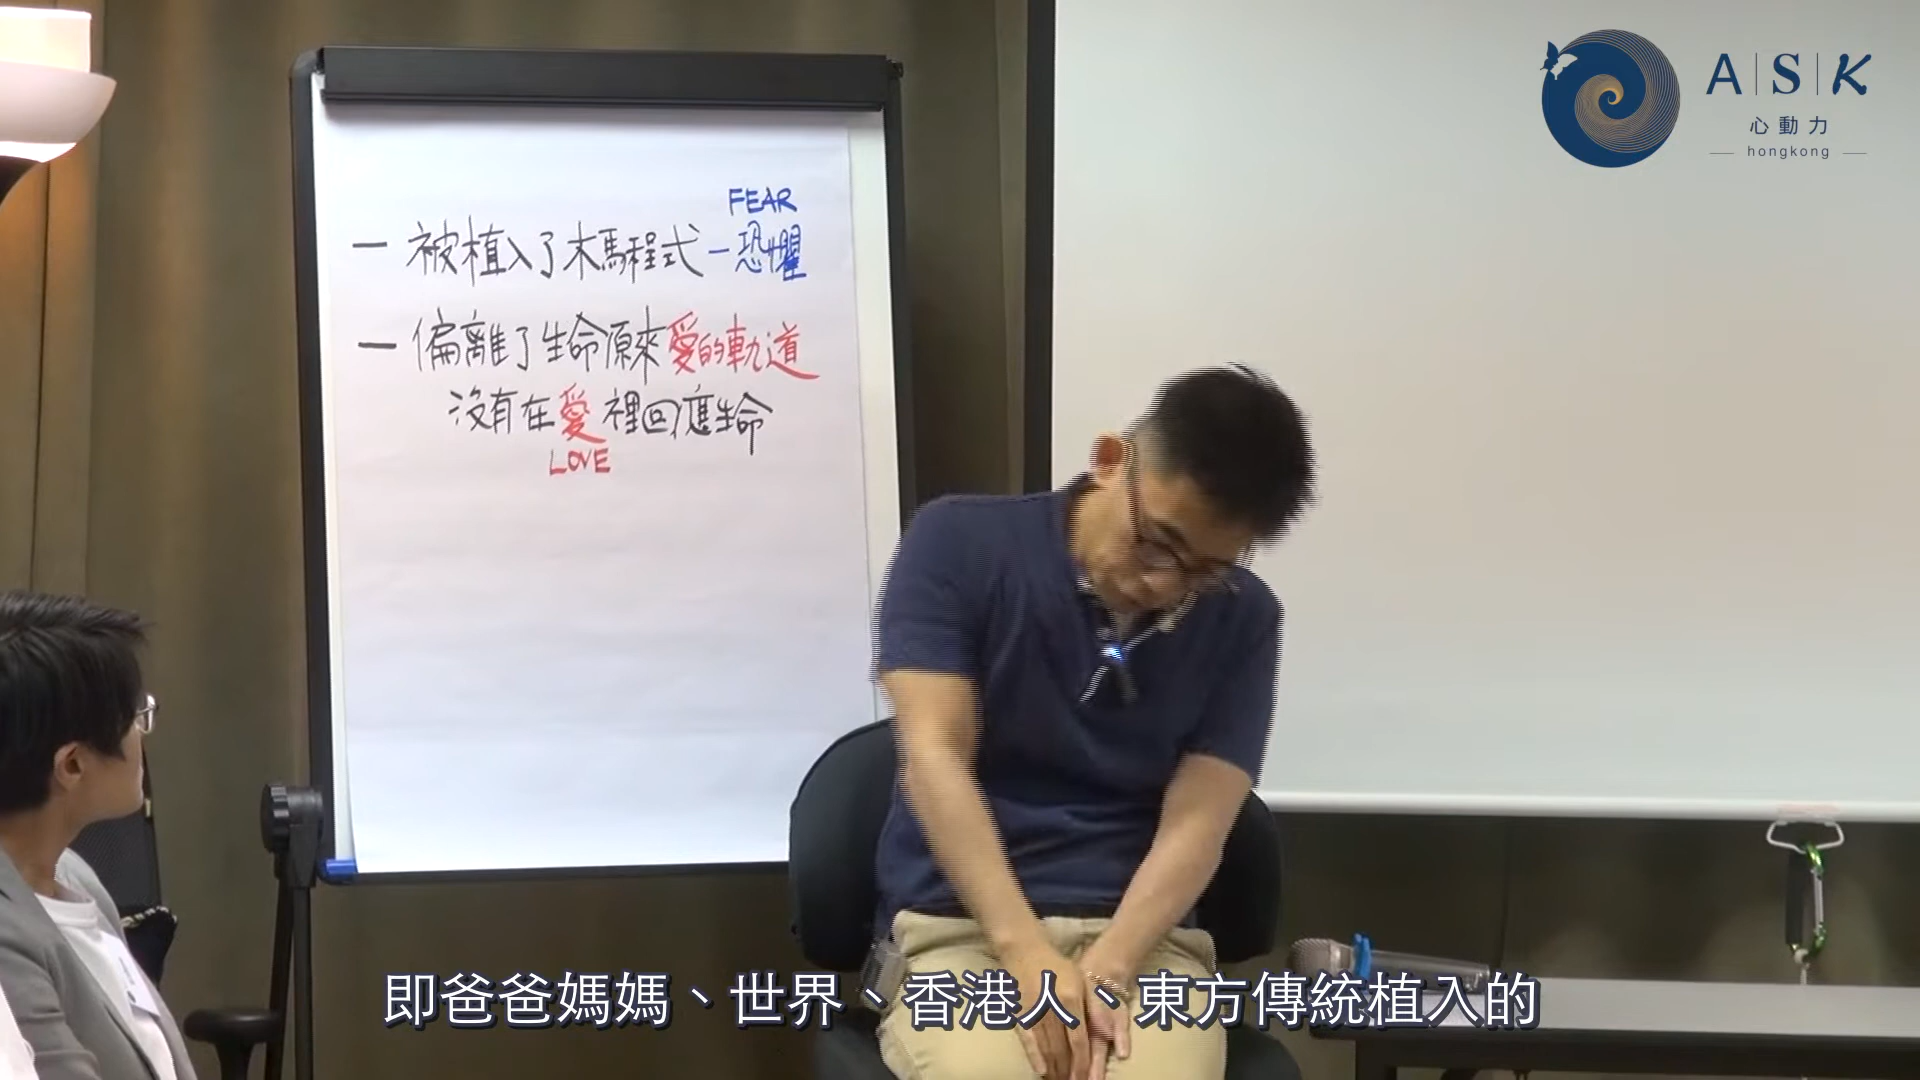 A|S|K
心動力
hongkong
FEAR
一 被植入了木馬程式 - 恐懼
一 偏離了生命原來愛的軌道
沒有在愛裡回應生命
LOVE
即爸爸媽媽、世界、香港人、東方傳統植入的